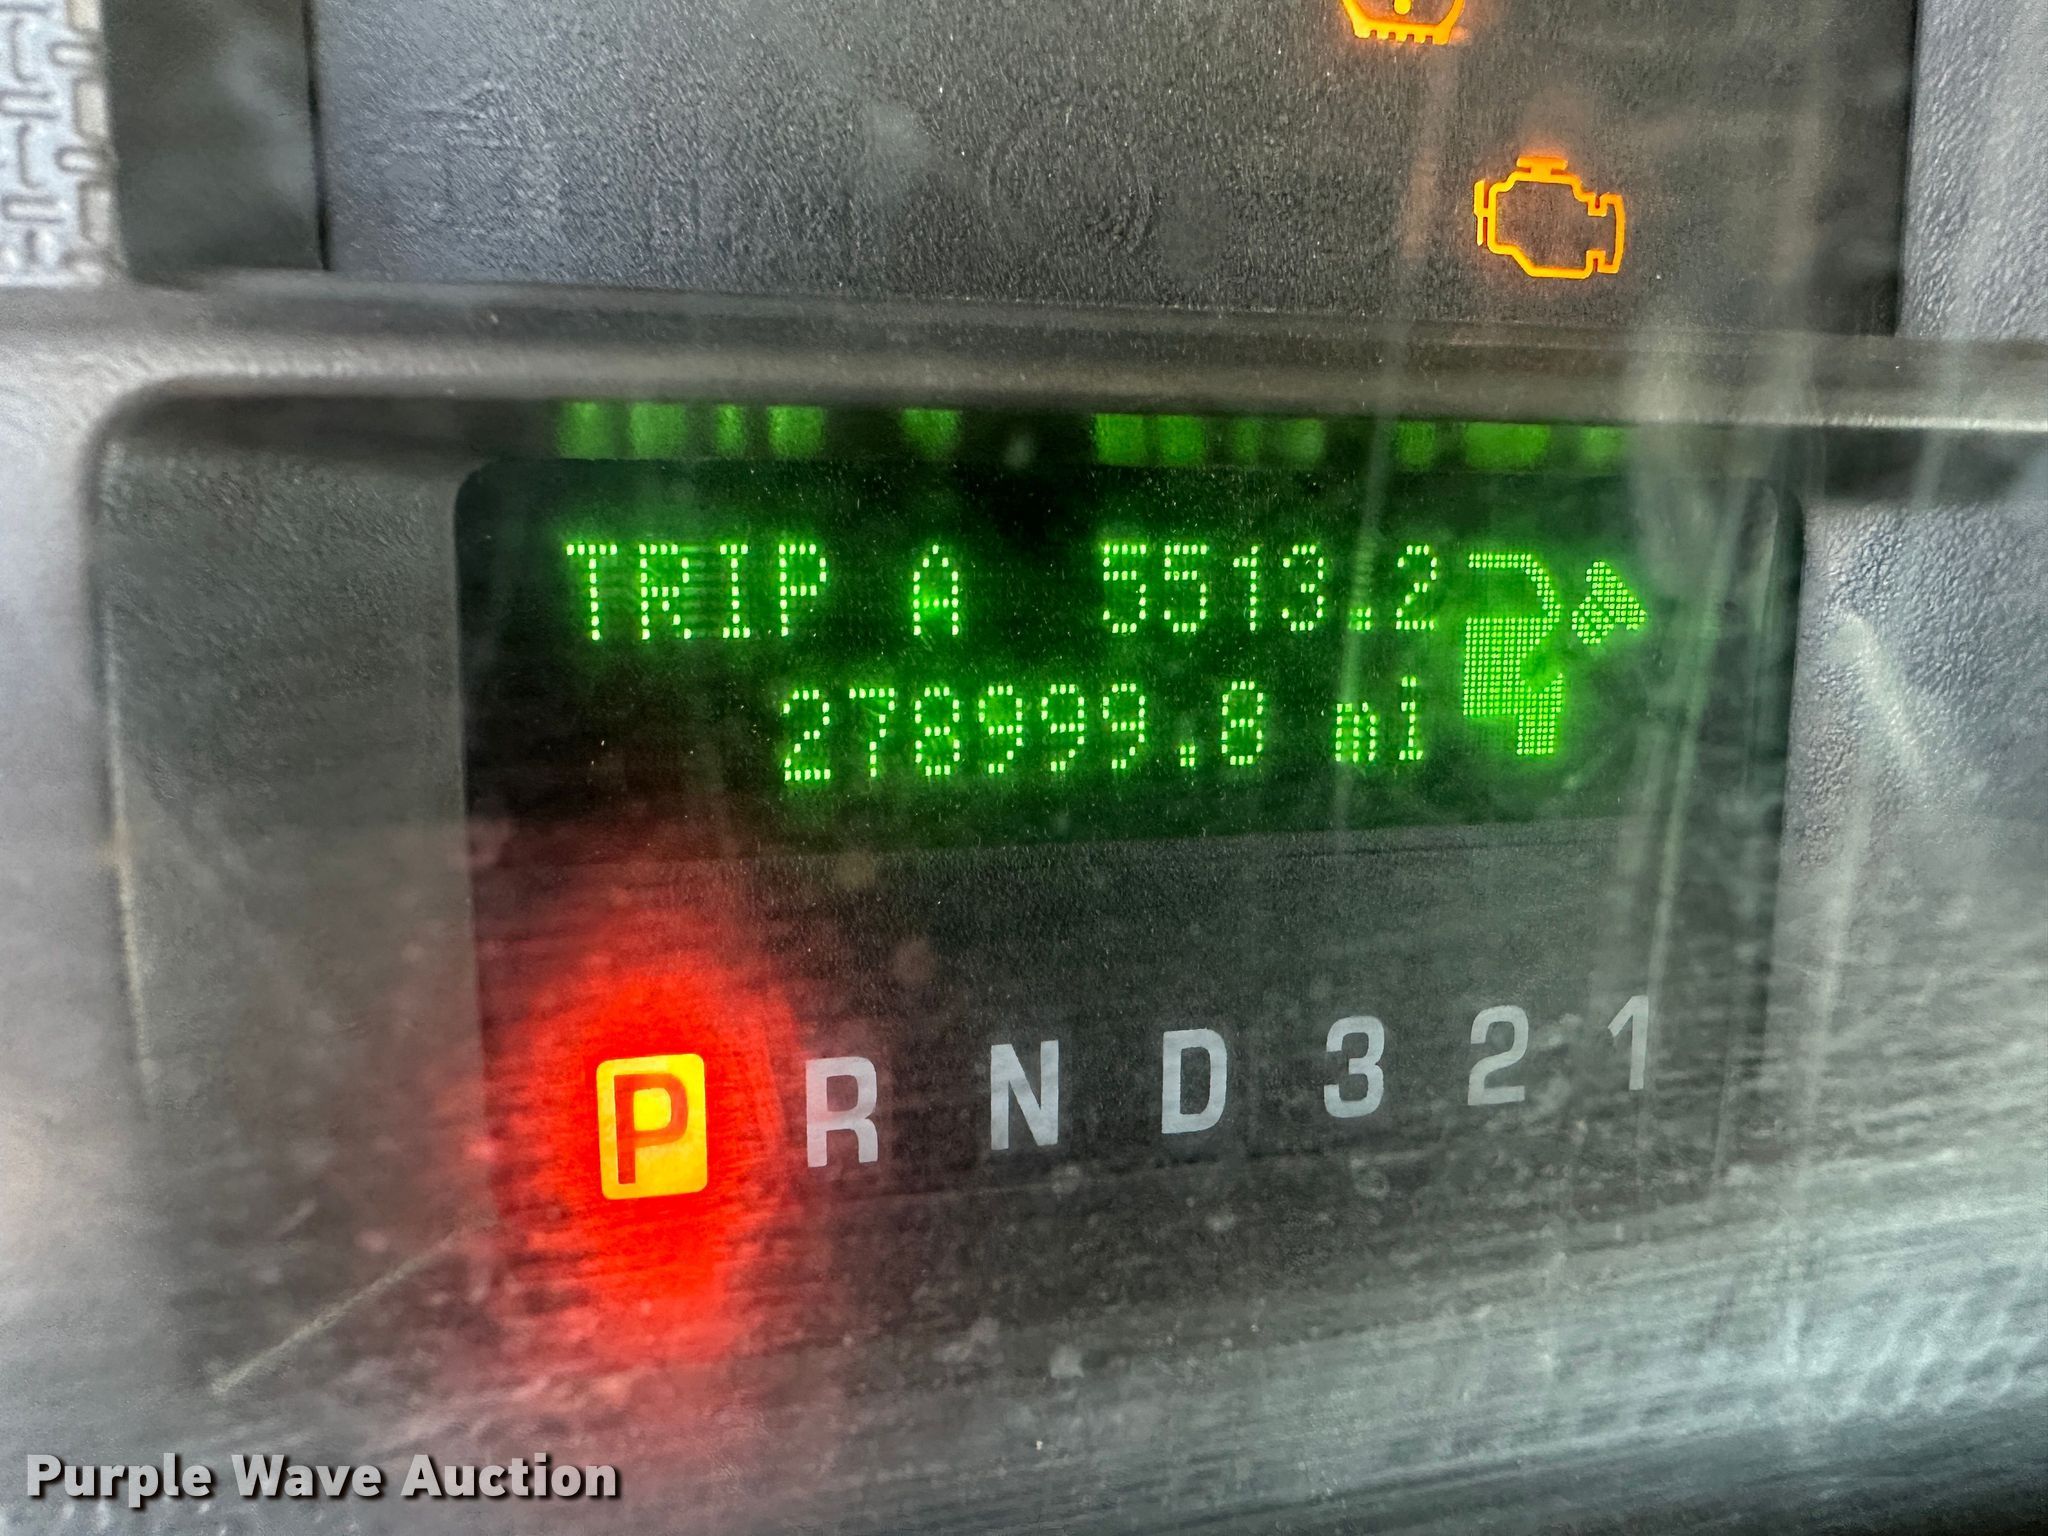 TRIP A 5513.2
278999.8 mi
P R N D 3 2 1
Purple Wave Auction